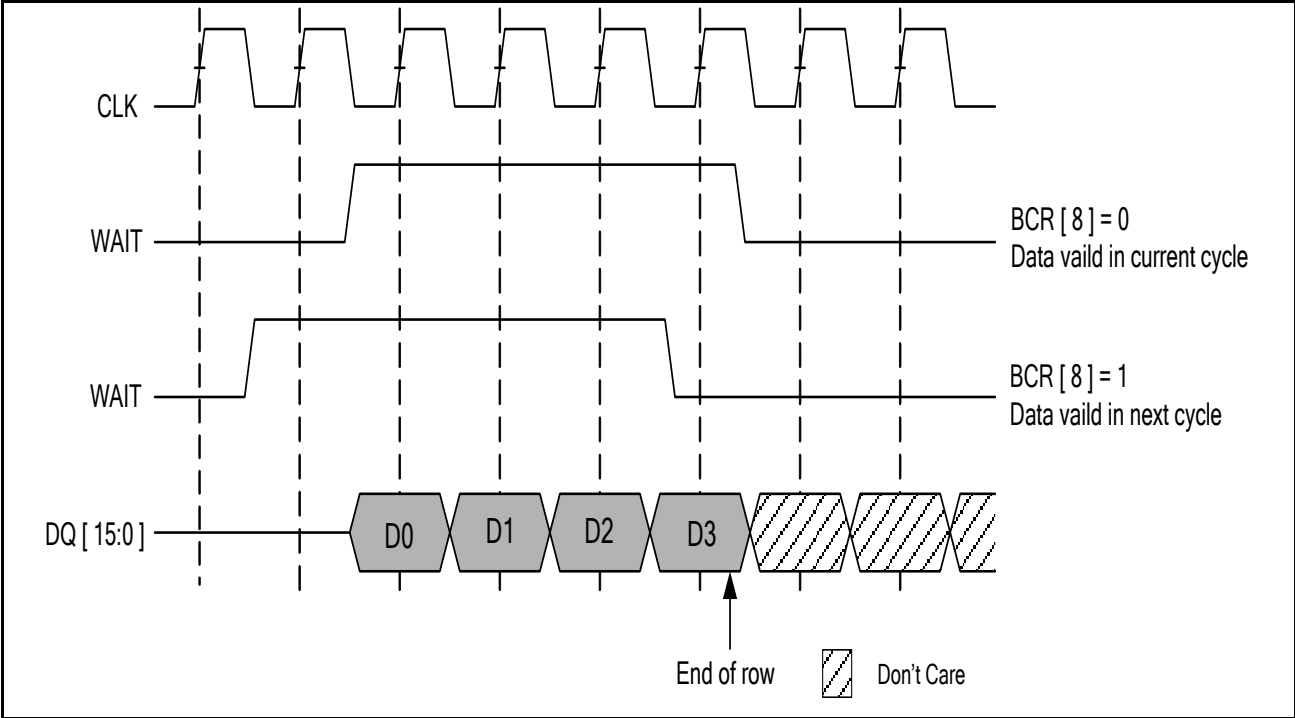 CLK
WAIT
BCR [ 8 ] = 0
Data vaild in current cycle
WAIT
BCR [ 8 ] = 1
Data vaild in next cycle
DQ [ 15:0 ]
D0
D1
D2
D3
End of row
Don't Care